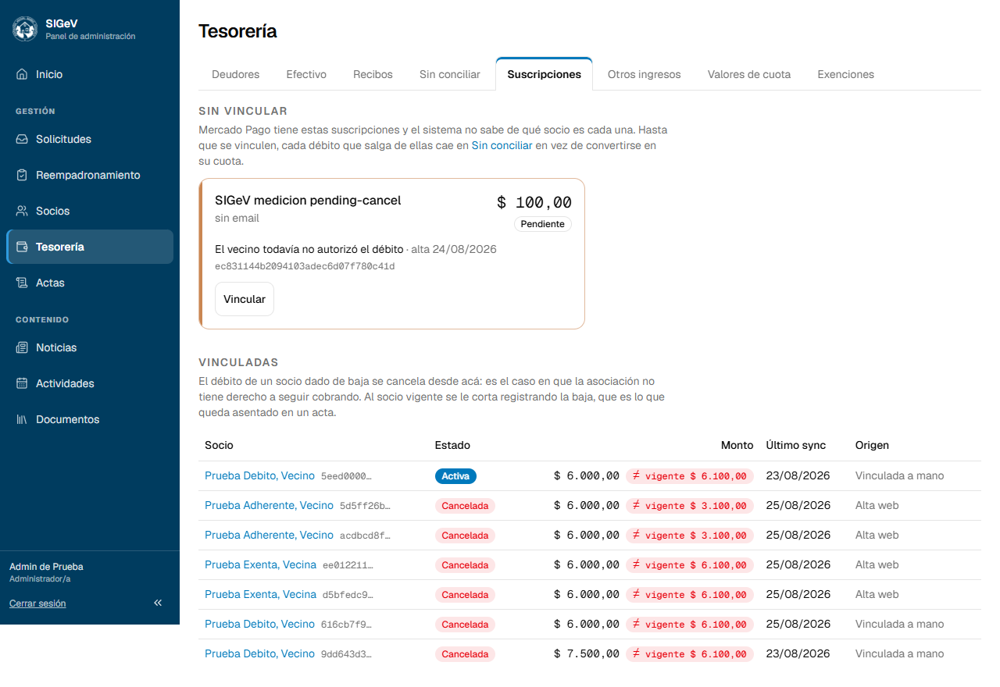 SIGeV
Panel de administración
Inicio
GESTIÓN
Solicitudes
Reempadronamiento
Socios
Tesorería
Actas
CONTENIDO
Noticias
Actividades
Documentos
Admin de Prueba
Administrador/a
Cerrar sesión «
Tesorería
Deudores Efectivo Recibos Sin conciliar Suscripciones Otros ingresos Valores de cuota Exenciones
SIN VINCULAR
Mercado Pago tiene estas suscripciones y el sistema no sabe de qué socio es cada una. Hasta
que se vinculen, cada débito que salga de ellas cae en Sin conciliar en vez de convertirse en
su cuota.
SIGeV medicion pending-cancel $ 100,00
sin email Pendiente
El vecino todavía no autorizó el débito · alta 24/08/2026
ec831144b2094103adec6d07f780c41d
Vincular
VINCULADAS
El débito de un socio dado de baja se cancela desde acá: es el caso en que la asociación no
tiene derecho a seguir cobrando. Al socio vigente se le corta registrando la baja, que es lo que
queda asentado en un acta.
Socio Estado Monto Último sync Origen
Prueba Debito, Vecino 5eed0000… Activa $ 6.000,00 ≠ vigente $ 6.100,00 23/08/2026 Vinculada a mano
Prueba Adherente, Vecino 5d5ff26b… Cancelada $ 6.000,00 ≠ vigente $ 3.100,00 25/08/2026 Alta web
Prueba Adherente, Vecino acdbcd8f… Cancelada $ 6.000,00 ≠ vigente $ 3.100,00 25/08/2026 Alta web
Prueba Exenta, Vecina ee012211… Cancelada $ 6.000,00 ≠ vigente $ 6.100,00 25/08/2026 Alta web
Prueba Exenta, Vecina d5bfedc9… Cancelada $ 6.000,00 ≠ vigente $ 6.100,00 25/08/2026 Alta web
Prueba Debito, Vecino 616cb7f9… Cancelada $ 6.000,00 ≠ vigente $ 6.100,00 25/08/2026 Vinculada a mano
Prueba Debito, Vecino 9dd643d3… Cancelada $ 7.500,00 ≠ vigente $ 6.100,00 23/08/2026 Vinculada a mano